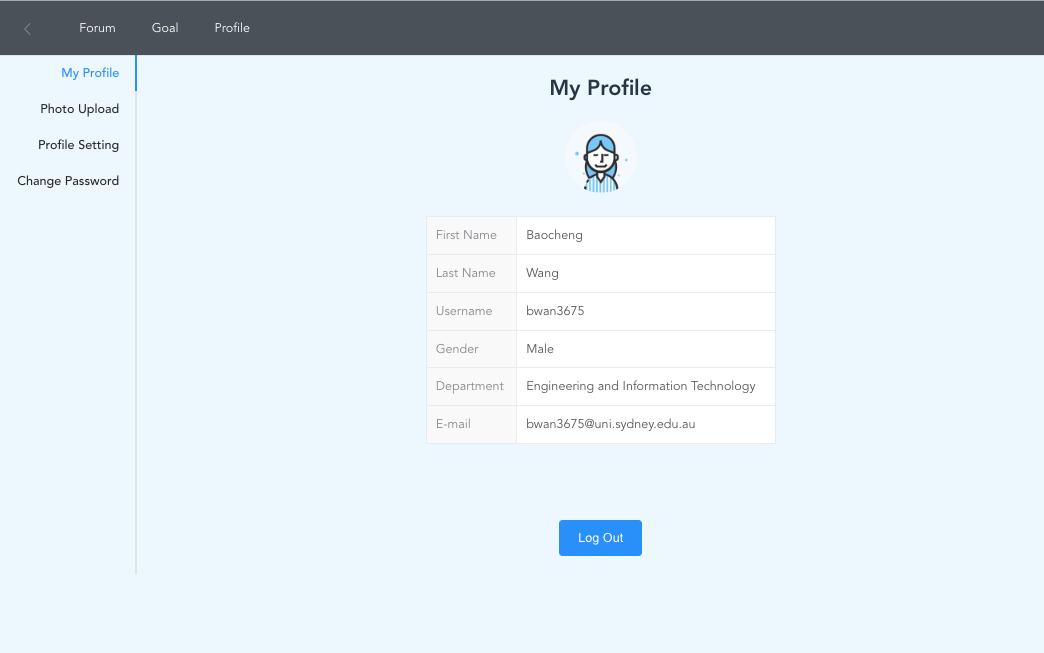 Forum Goal Profile
My Profile
Photo Upload
Profile Setting
Change Password
My Profile
First Name Baocheng
Last Name Wang
Username bwan3675
Gender Male
Department Engineering and Information Technology
E-mail bwan3675@uni.sydney.edu.au
Log Out